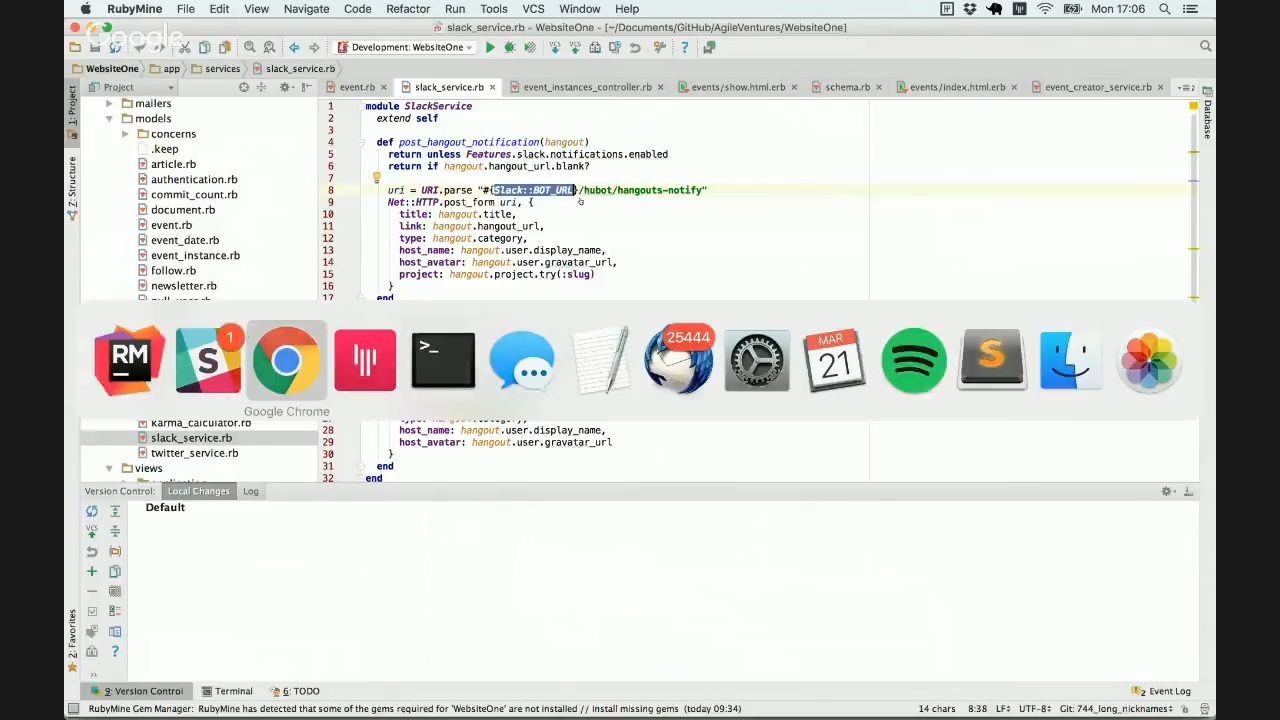 RubyMine File Edit View Navigate Code Refactor Run Tools VCS Window Help Mon 17:06
slack_service.rb - WebsiteOne - [~/Documents/GitHub/AgileVentures/WebsiteOne]
Google
Development: WebsiteOne
WebsiteOne app services slack_service.rb
Project event.rb slack_service.rb event_instances_controller.rb events/show.html.rb schema.rb events/index.html.erb event_creator_service.rb
1: Project
Z: Structure
2: Favorites
Database
mailers
models
concerns
.keep
article.rb
authentication.rb
commit_count.rb
document.rb
event.rb
event_date.rb
event_instance.rb
follow.rb
newsletter.rb
karma_calculator.rb
slack_service.rb
twitter_service.rb
views
1 module SlackService
2 extend self
3
4 def post_hangout_notification(hangout)
5 return unless Features.slack.notifications.enabled
6 return if hangout.hangout_url.blank?
7
8 uri = URI.parse "#{Slack::BOT_URL}/hubot/hangouts-notify"
9 Net::HTTP.post_form uri, {
10 title: hangout.title,
11 link: hangout.hangout_url,
12 type: hangout.category,
13 host_name: hangout.user.display_name,
14 host_avatar: hangout.user.gravatar_url,
15 project: hangout.project.try(:slug)
16 }
17 end
RM
S
1
>_
25444
MAR
21
S
Google Chrome
28 host_name: hangout.user.display_name,
29 host_avatar: hangout.user.gravatar_url
30 }
31 end
32 end
Version Control: Local Changes Log
Default
VCS
9: Version Control Terminal 6: TODO 2 Event Log
RubyMine Gem Manager: RubyMine has detected that some of the gems required for 'WebsiteOne' are not installed // Install missing gems (today 09:34) 14 chars 8:38 LF UTF-8 Git: 744_long_nicknames